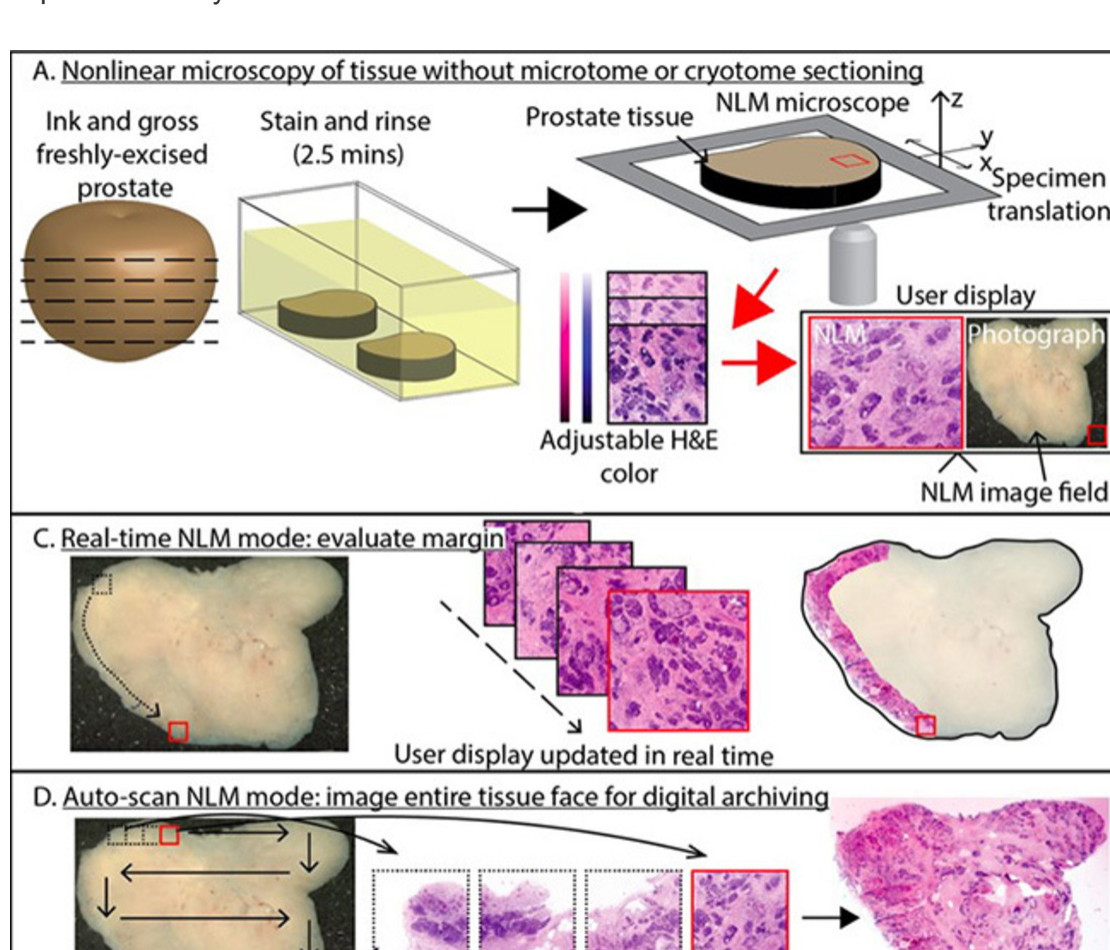 A. Nonlinear microscopy of tissue without microtome or cryotome sectioning
Ink and gross
freshly-excised
prostate
Stain and rinse
(2.5 mins)
Prostate tissue
NLM microscope
z
y
x
Specimen
translation
User display
NLM
Photograph
Adjustable H&E
color
NLM image field
C. Real-time NLM mode: evaluate margin
User display updated in real time
D. Auto-scan NLM mode: image entire tissue face for digital archiving